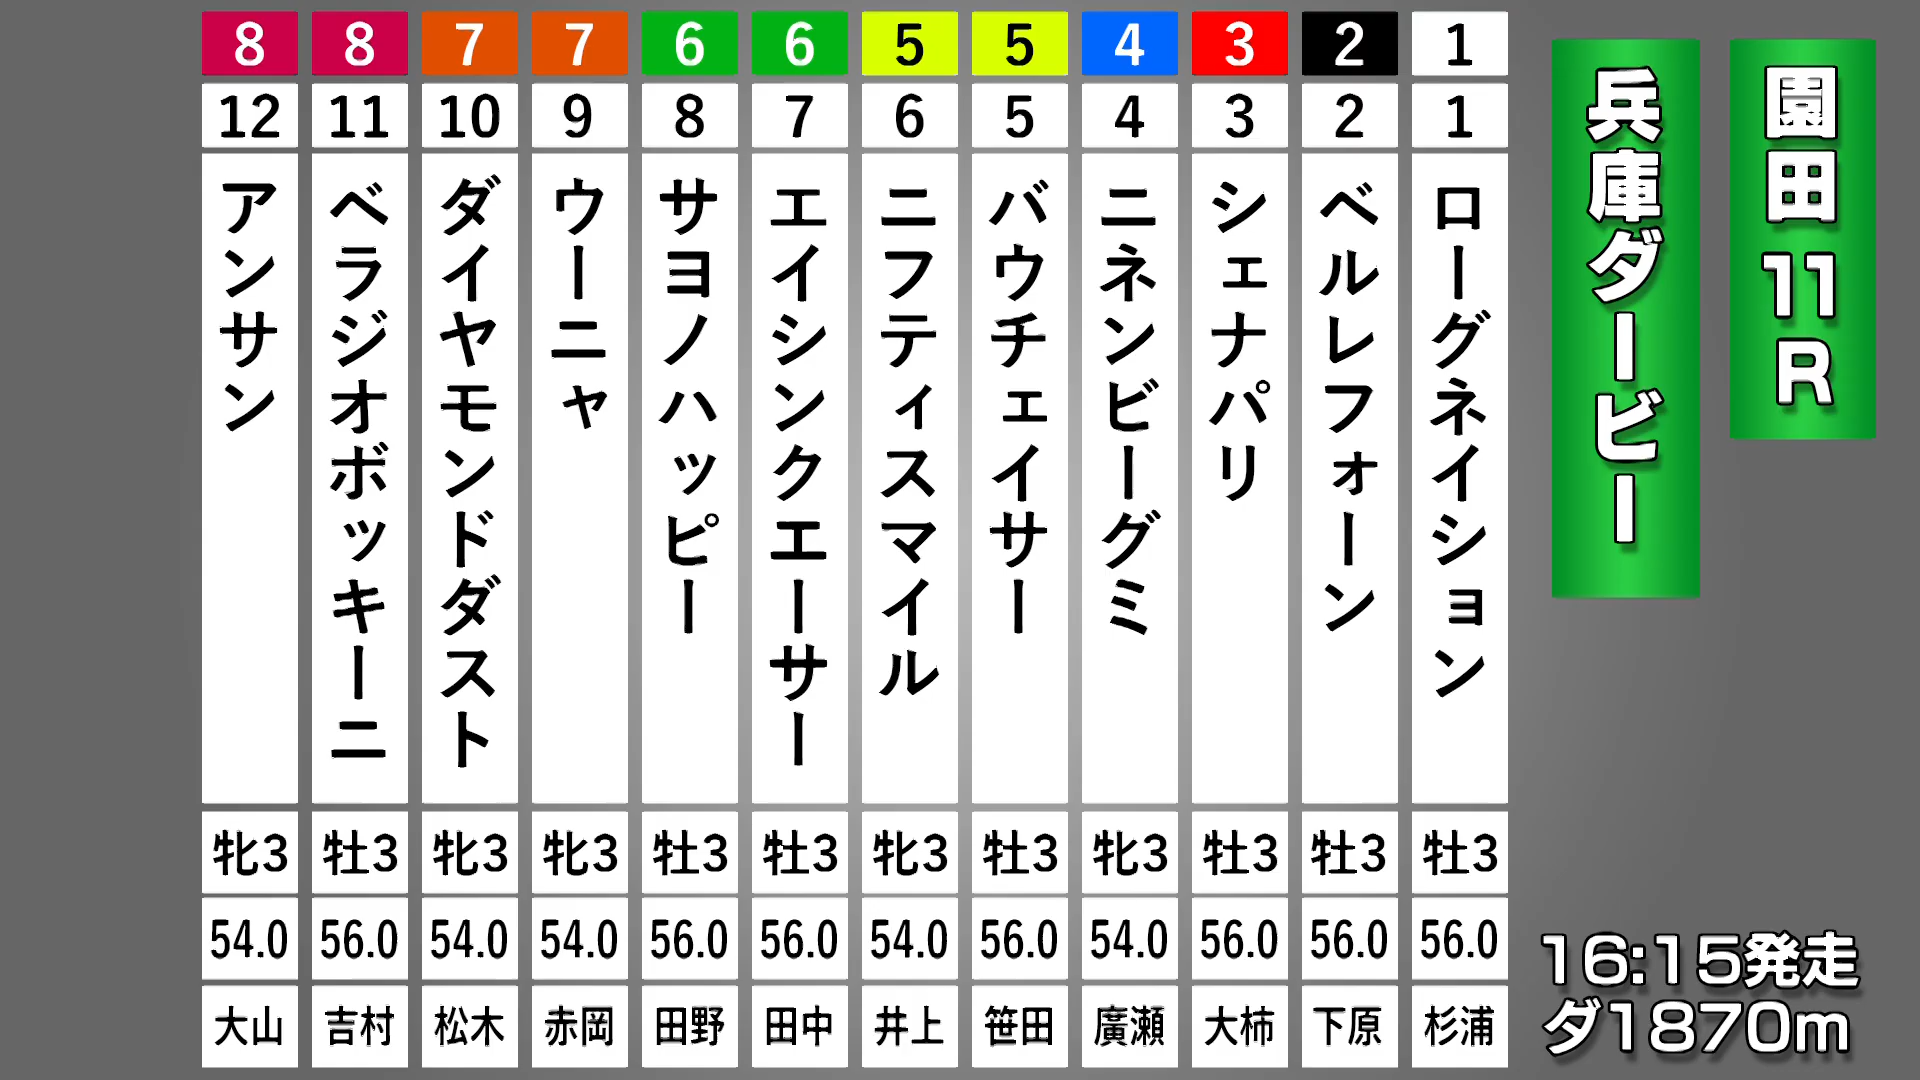 園田11R
兵庫ダービー
1
1
ローグネイション
牡3
56.0
杉浦
2
2
ベルレフォーン
牡3
56.0
下原
3
3
シェナパリ
牡3
56.0
大柿
4
4
ニネンビーグミ
牝3
54.0
廣瀬
5
5
バウチェイサー
牡3
56.0
笹田
5
6
ニフティスマイル
牝3
54.0
井上
6
7
エイシンクエーサー
牡3
56.0
田中
6
8
サヨノハッピー
牡3
56.0
田野
7
9
ウーニャ
牝3
54.0
赤岡
7
10
ダイヤモンドダスト
牝3
54.0
松木
8
11
ベラジオボッキーニ
牡3
56.0
吉村
8
12
アンサン
牝3
54.0
大山
16:15発走
ダ1870m